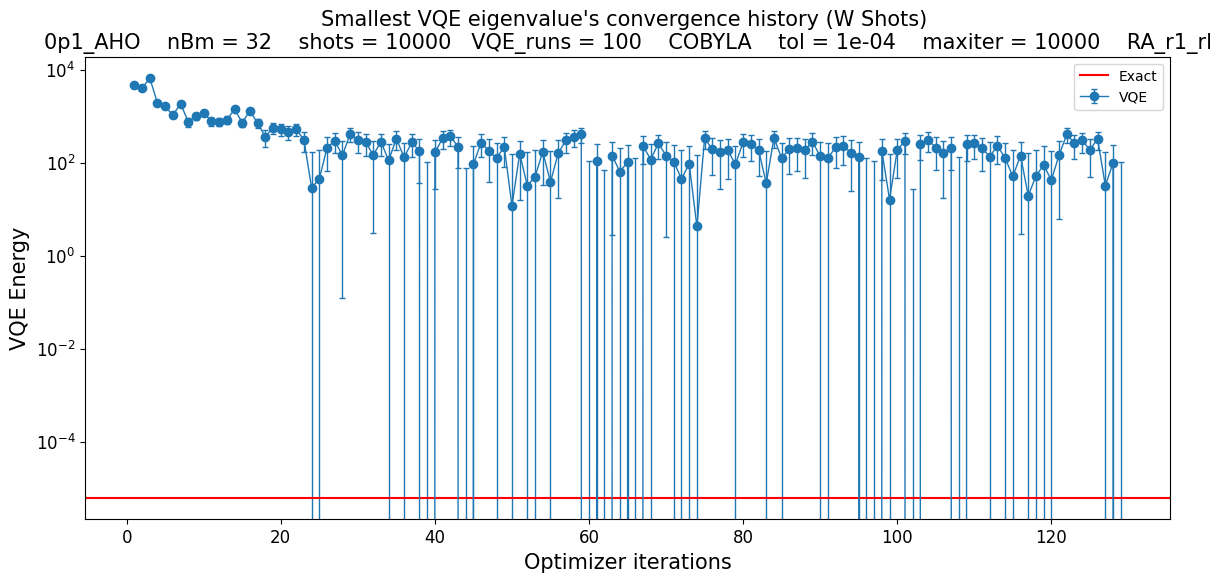 Smallest VQE eigenvalue's convergence history (W Shots)
0p1_AHO nBm = 32 shots = 10000 VQE_runs = 100 COBYLA tol = 1e-04 maxiter = 10000 RA_r1_rl
Exact
VQE
10^4
10^2
10^0
10^-2
10^-4
VQE Energy
0 20 40 60 80 100 120
Optimizer iterations